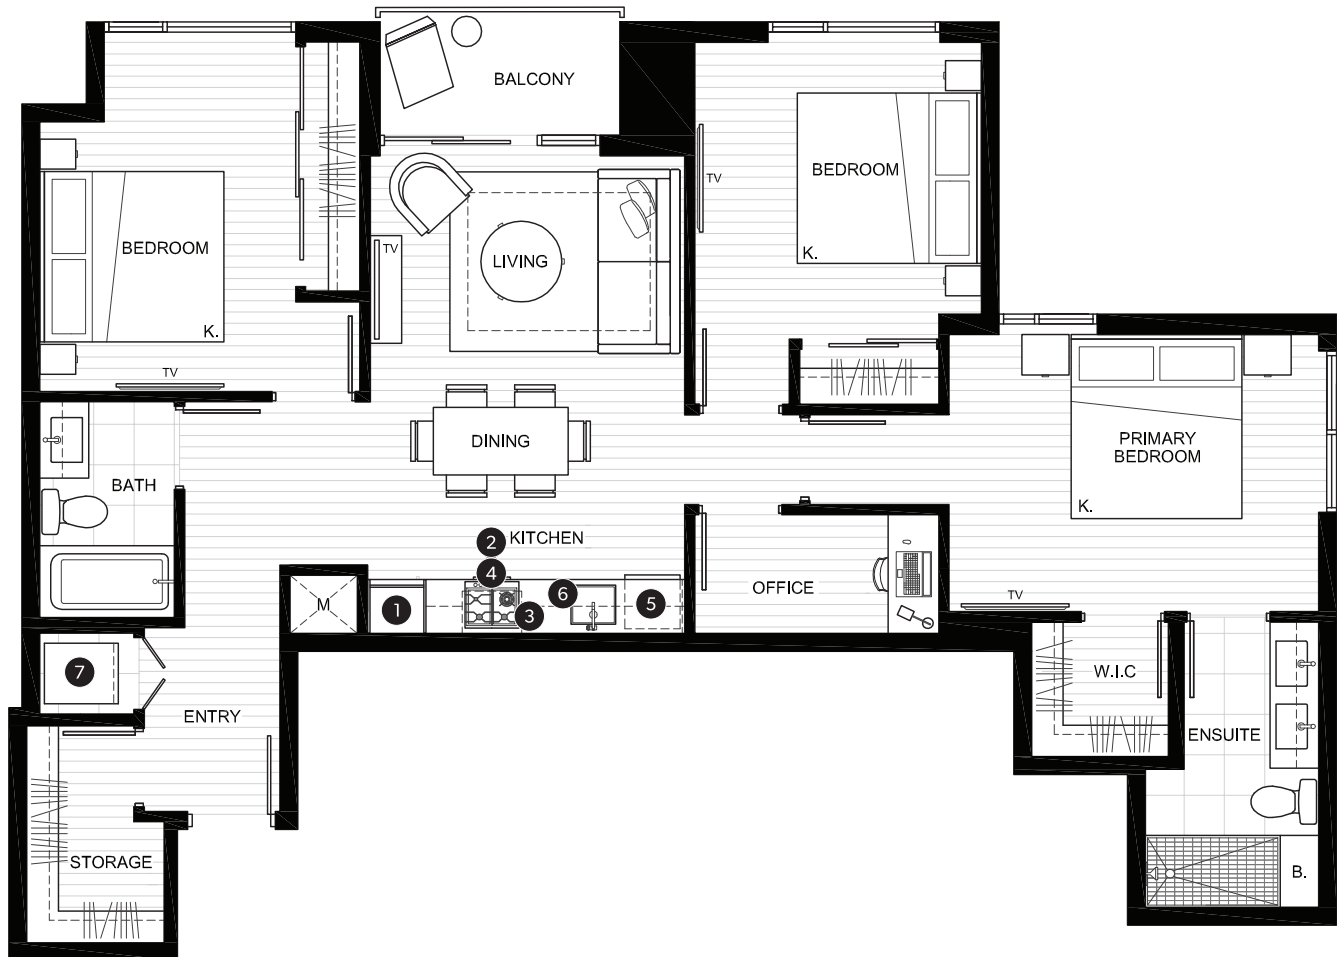 BALCONY
BEDROOM
TV
K.
BEDROOM
K.
TV
TV
LIVING
DINING
PRIMARY
BEDROOM
K.
TV
BATH
2
KITCHEN
4
M
1
3
6
5
OFFICE
7
ENTRY
W.I.C
ENSUITE
STORAGE
B.